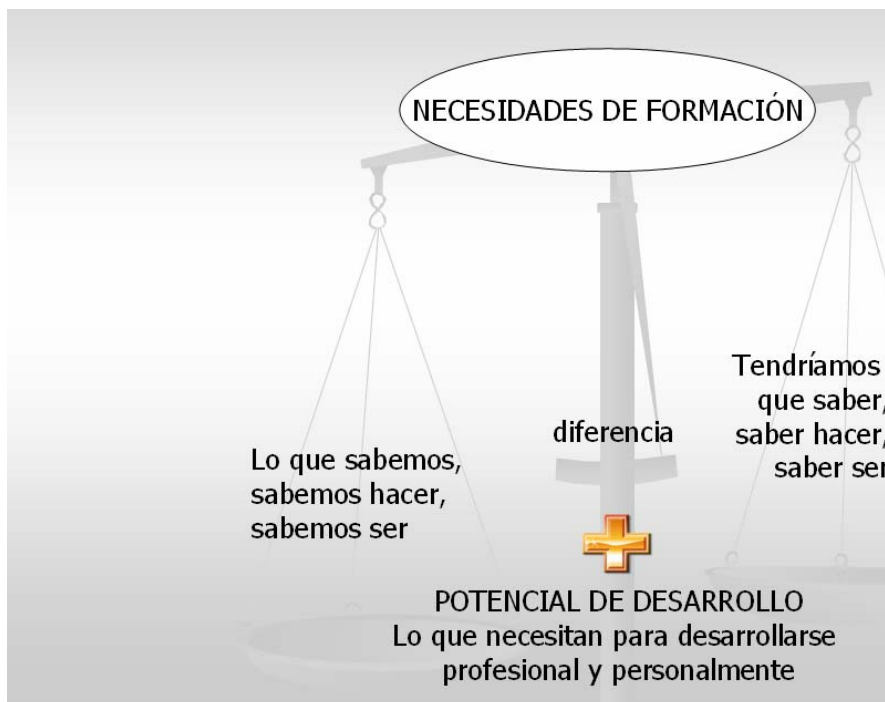 NECESIDADES DE FORMACIÓN
Lo que sabemos,
sabemos hacer,
sabemos ser
diferencia
Tendríamos
que saber,
saber hacer,
saber ser
POTENCIAL DE DESARROLLO
Lo que necesitan para desarrollarse
profesional y personalmente